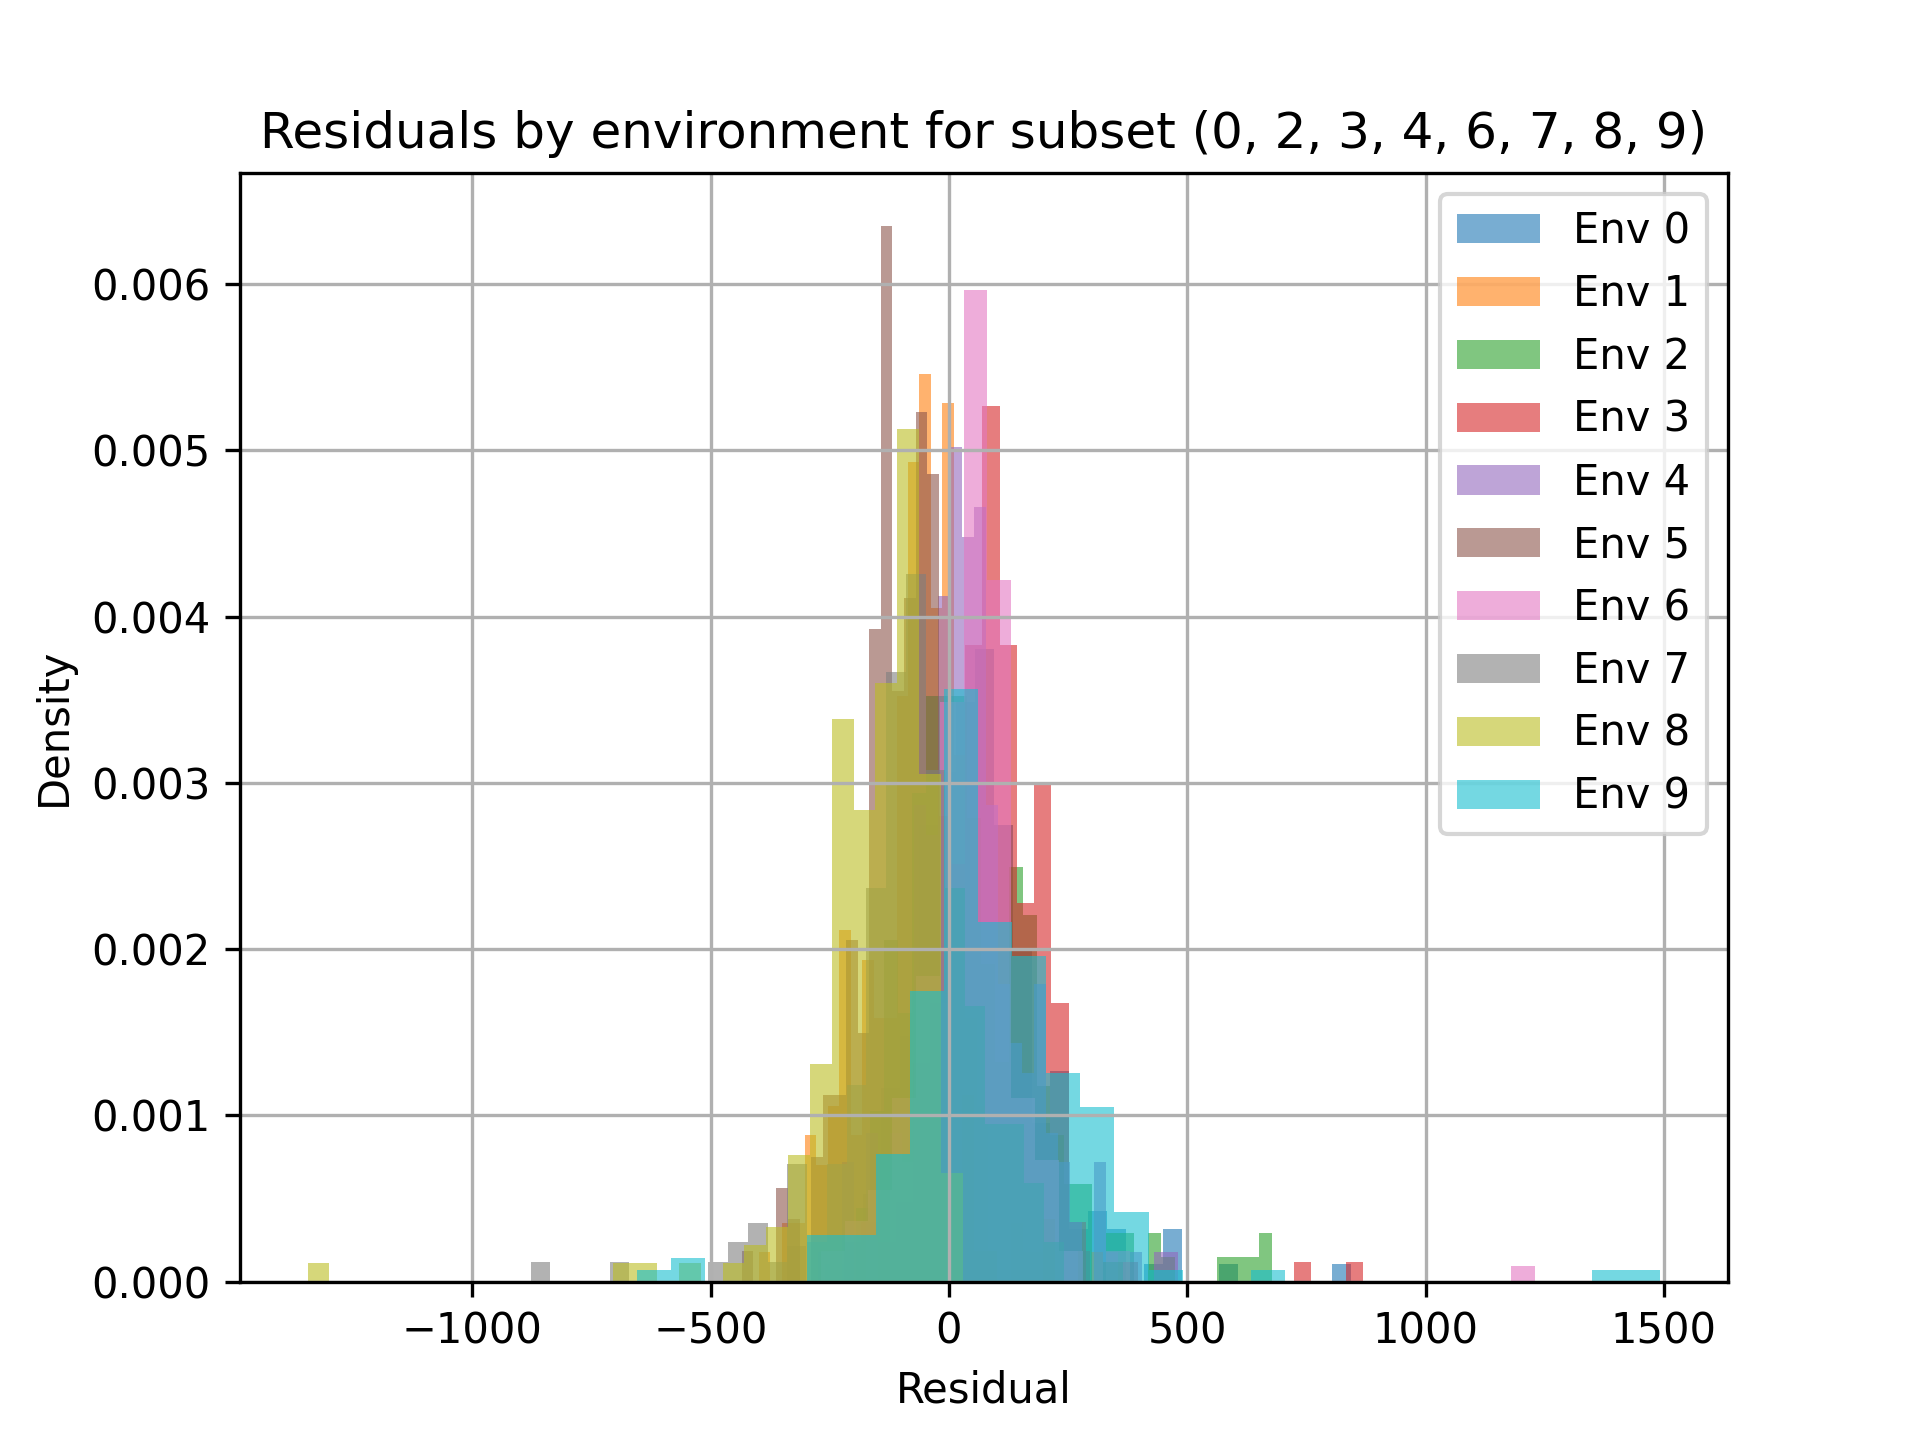 Residuals by environment for subset (0, 2, 3, 4, 6, 7, 8, 9)
Env 0
Env 1
Env 2
Env 3
Env 4
Env 5
Env 6
Env 7
Env 8
Env 9
0.006
0.005
0.004
0.003
0.002
0.001
0.000
Density
−1000
−500
0
500
1000
1500
Residual